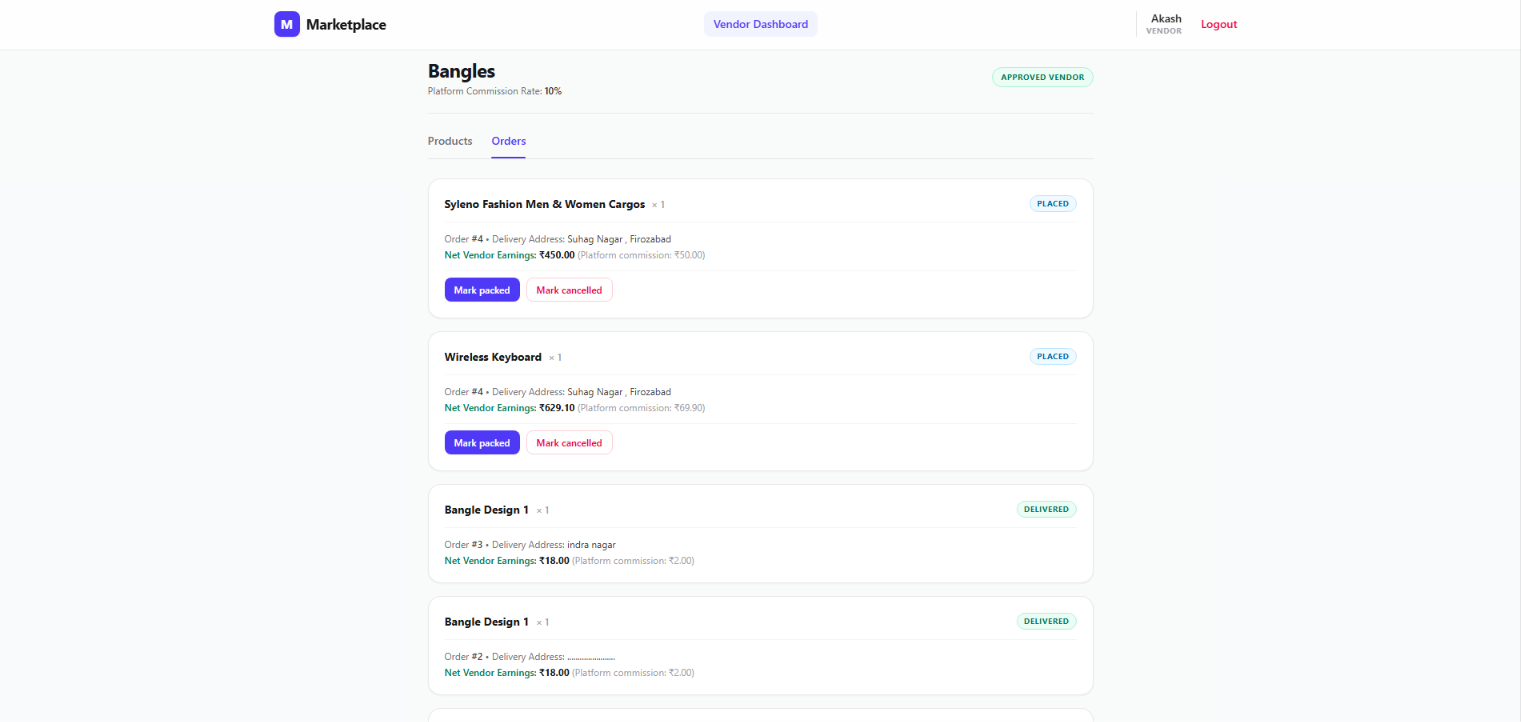 M Marketplace
Vendor Dashboard
Akash
VENDOR
Logout
Bangles
APPROVED VENDOR
Platform Commission Rate: 10%
Products
Orders
Syleno Fashion Men & Women Cargos × 1
PLACED
Order #4 • Delivery Address: Suhag Nagar , Firozabad
Net Vendor Earnings: ₹450.00 (Platform commission: ₹50.00)
Mark packed
Mark cancelled
Wireless Keyboard × 1
PLACED
Order #4 • Delivery Address: Suhag Nagar , Firozabad
Net Vendor Earnings: ₹629.10 (Platform commission: ₹69.90)
Mark packed
Mark cancelled
Bangle Design 1 × 1
DELIVERED
Order #3 • Delivery Address: indra nagar
Net Vendor Earnings: ₹18.00 (Platform commission: ₹2.00)
Bangle Design 1 × 1
DELIVERED
Order #2 • Delivery Address: .......................
Net Vendor Earnings: ₹18.00 (Platform commission: ₹2.00)